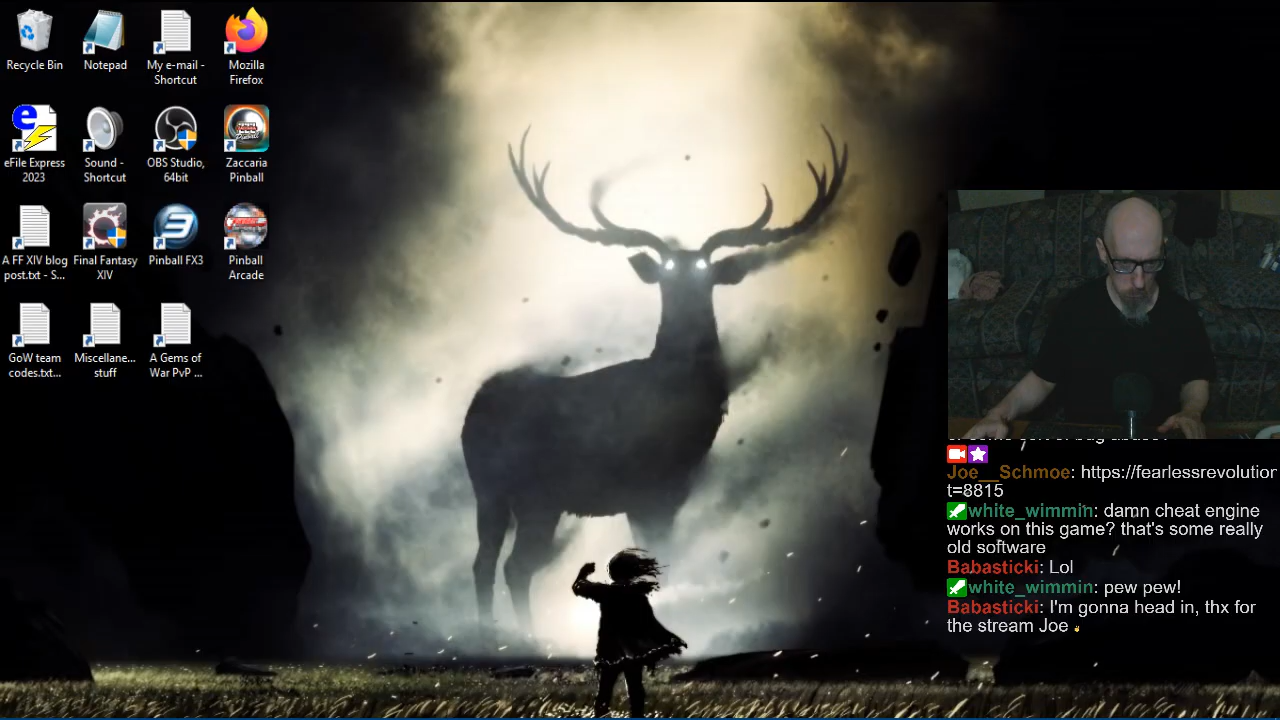 Recycle Bin
Notepad
My e-mail -
Shortcut
Mozilla
Firefox
eFile Express
2023
Sound -
Shortcut
OBS Studio,
64bit
Zaccaria
Pinball
A FF XIV blog
post.txt - S...
Final Fantasy
XIV
Pinball FX3
Pinball
Arcade
GoW team
codes.txt...
Miscellane...
stuff
A Gems of
War PvP ...
Joe__Schmoe: https://fearlessrevolution
t=8815
white_wimmin: damn cheat engine
works on this game? that's some really
old software
Babasticki: Lol
white_wimmin: pew pew!
Babasticki: I'm gonna head in, thx for
the stream Joe